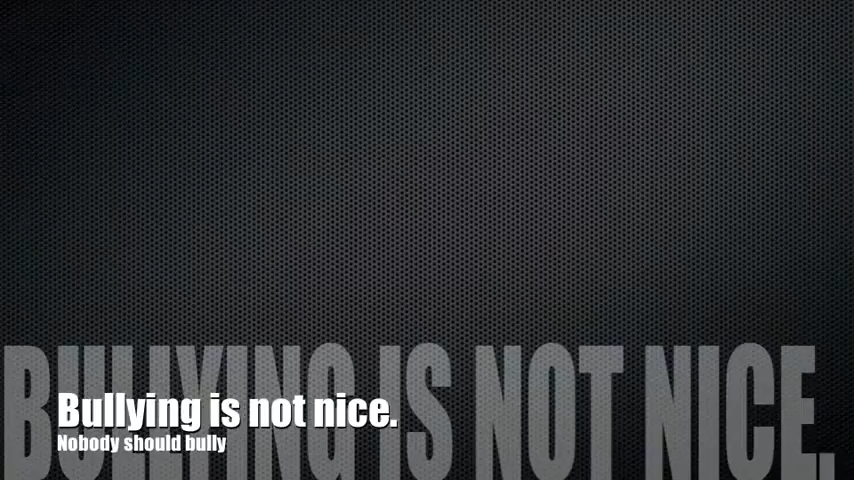 BULLYING IS NOT NICE.
Bullying is not nice.
Nobody should bully